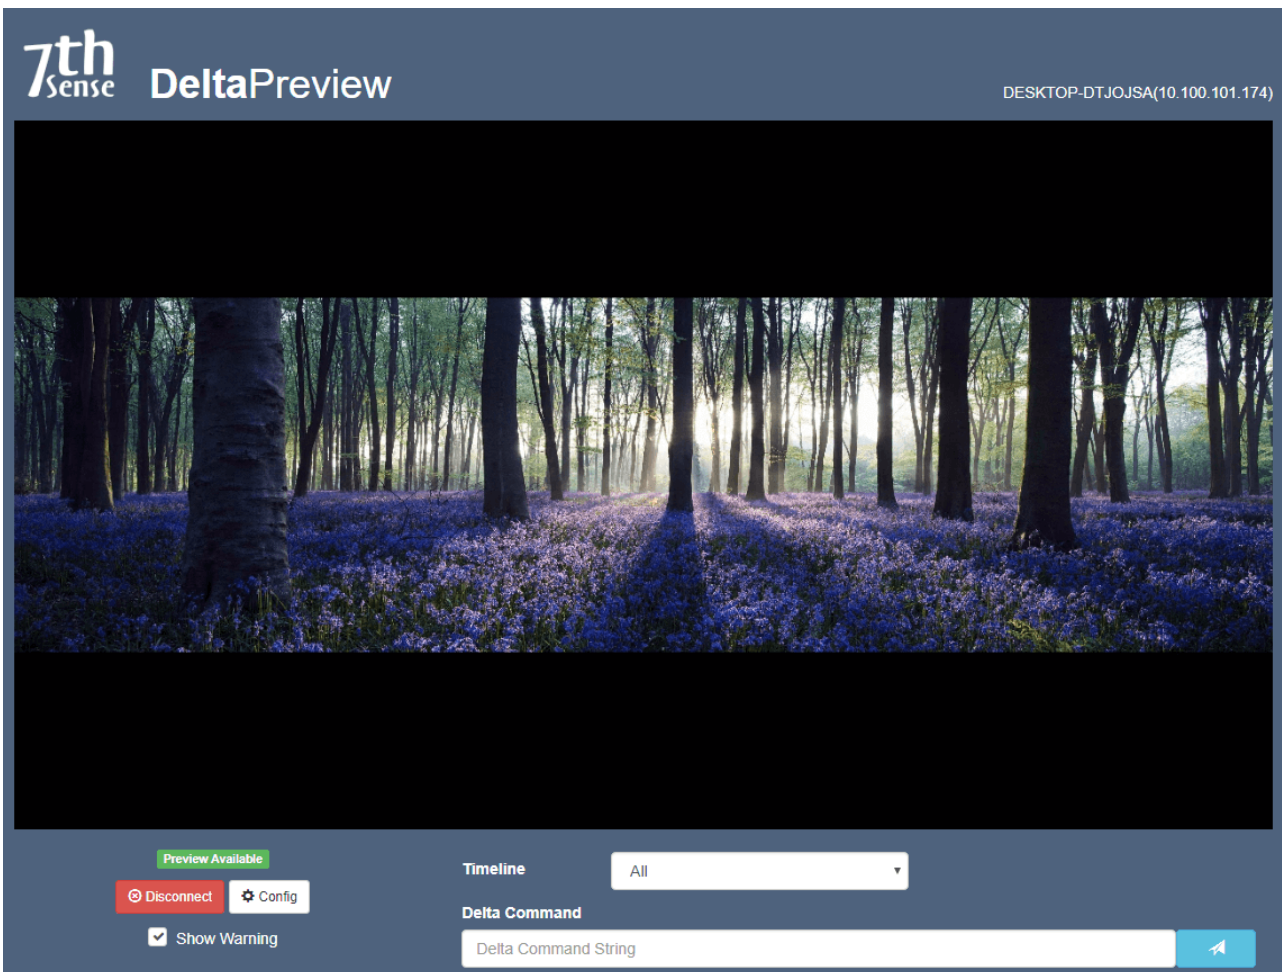 7th
Sense
DeltaPreview
DESKTOP-DTJOJSA(10.100.101.174)
Preview Available
Disconnect
Config
Show Warning
Timeline
All
Delta Command
Delta Command String